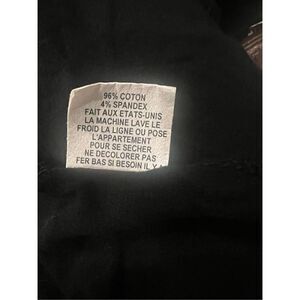 96% COTON
4% SPANDEX
FAIT AUX ETATS-UNIS
LA MACHINE LAVE LE
FROID LA LIGNE OU POSE
L'APPARTEMENT
POUR SE SECHER
NE DECOLORER PAS
FER BAS SI BESOIN IL Y